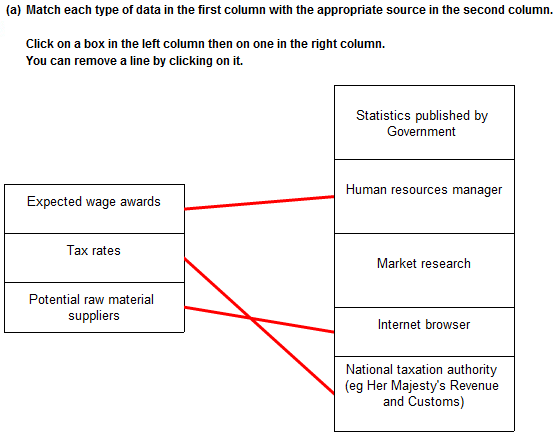 (a) Match each type of data in the first column with the appropriate source in the second column.
Click on a box in the left column then on one in the right column.
You can remove a line by clicking on it.
Expected wage awards
Tax rates
Potential raw material
suppliers
Statistics published by
Government
Human resources manager
Market research
Internet browser
National taxation authority
(eg Her Majesty's Revenue
and Customs)